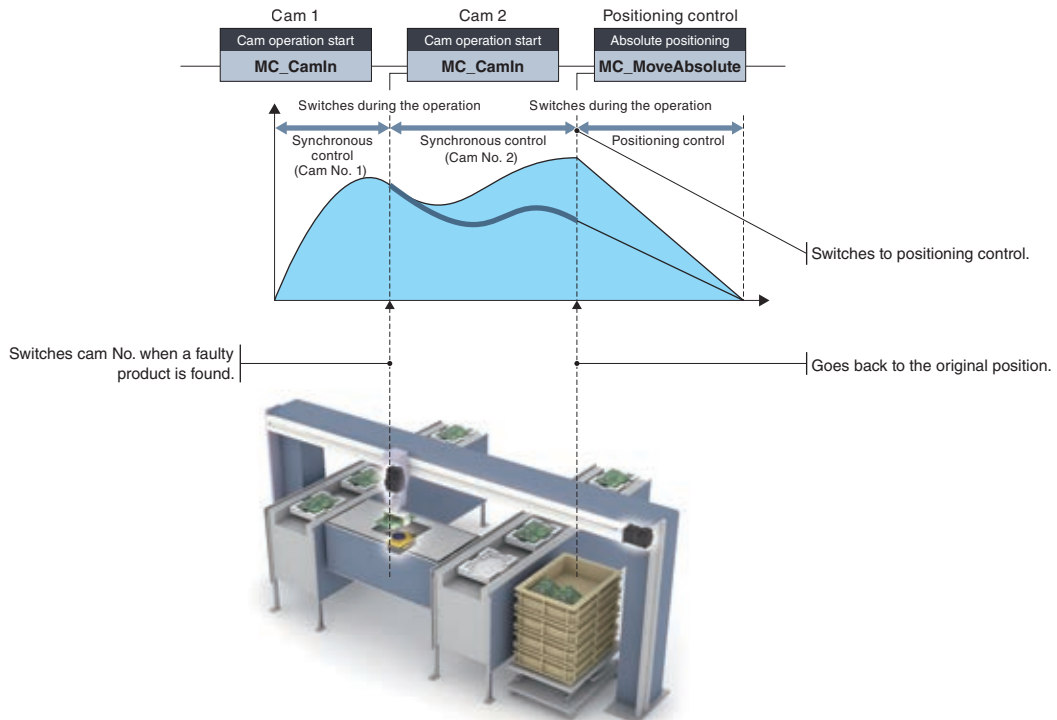 Cam 1
Cam 2
Positioning control
Cam operation start
Cam operation start
Absolute positioning
MC_CamIn
MC_CamIn
MC_MoveAbsolute
Switches during the operation
Switches during the operation
Synchronous
control
(Cam No. 1)
Synchronous control
(Cam No. 2)
Positioning control
Switches to positioning control.
Switches cam No. when a faulty
product is found.
Goes back to the original position.